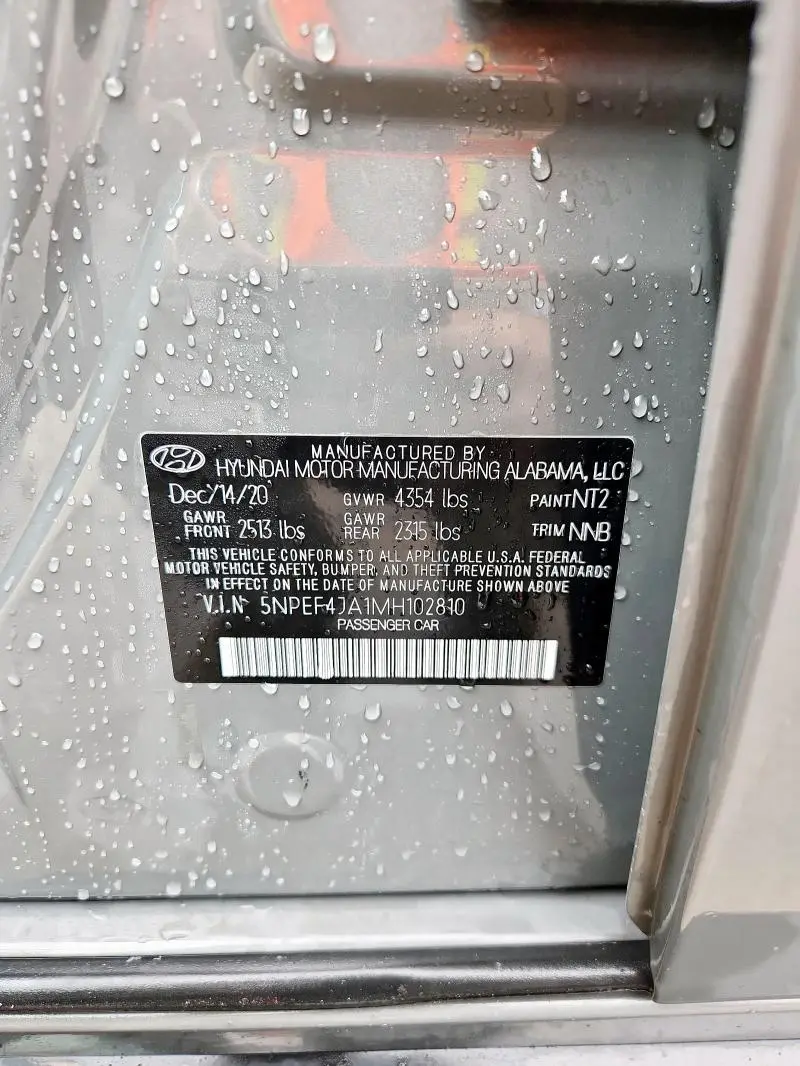 MANUFACTURED BY
HYUNDAI MOTOR MANUFACTURING ALABAMA, LLC
Dec/14/20 GVWR 4354 lbs PAINT NT2
GAWR FRONT 2513 lbs GAWR REAR 2315 lbs TRIM NNB
THIS VEHICLE CONFORMS TO ALL APPLICABLE U.S.A. FEDERAL
MOTOR VEHICLE SAFETY, BUMPER, AND THEFT PREVENTION STANDARDS
IN EFFECT ON THE DATE OF MANUFACTURE SHOWN ABOVE
V.I.N 5NPEF4JA1MH102810
PASSENGER CAR